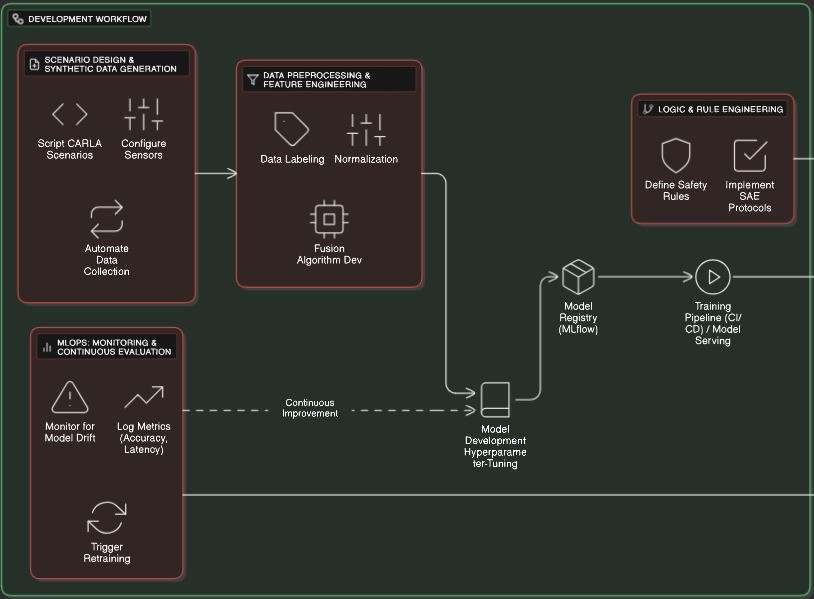 DEVELOPMENT WORKFLOW
SCENARIO DESIGN &
SYNTHETIC DATA GENERATION
Script CARLA
Scenarios
Configure
Sensors
Automate
Data
Collection
DATA PREPROCESSING &
FEATURE ENGINEERING
Data Labeling
Normalization
Fusion
Algorithm Dev
LOGIC & RULE ENGINEERING
Define Safety
Rules
Implement
SAE
Protocols
Model
Registry
(MLflow)
Training
Pipeline (CI/
CD) / Model
Serving
MLOPS: MONITORING &
CONTINUOUS EVALUATION
Monitor for
Model Drift
Log Metrics
(Accuracy,
Latency)
Trigger
Retraining
Continuous
Improvement
Model
Development
Hyperparame
ter-Tuning